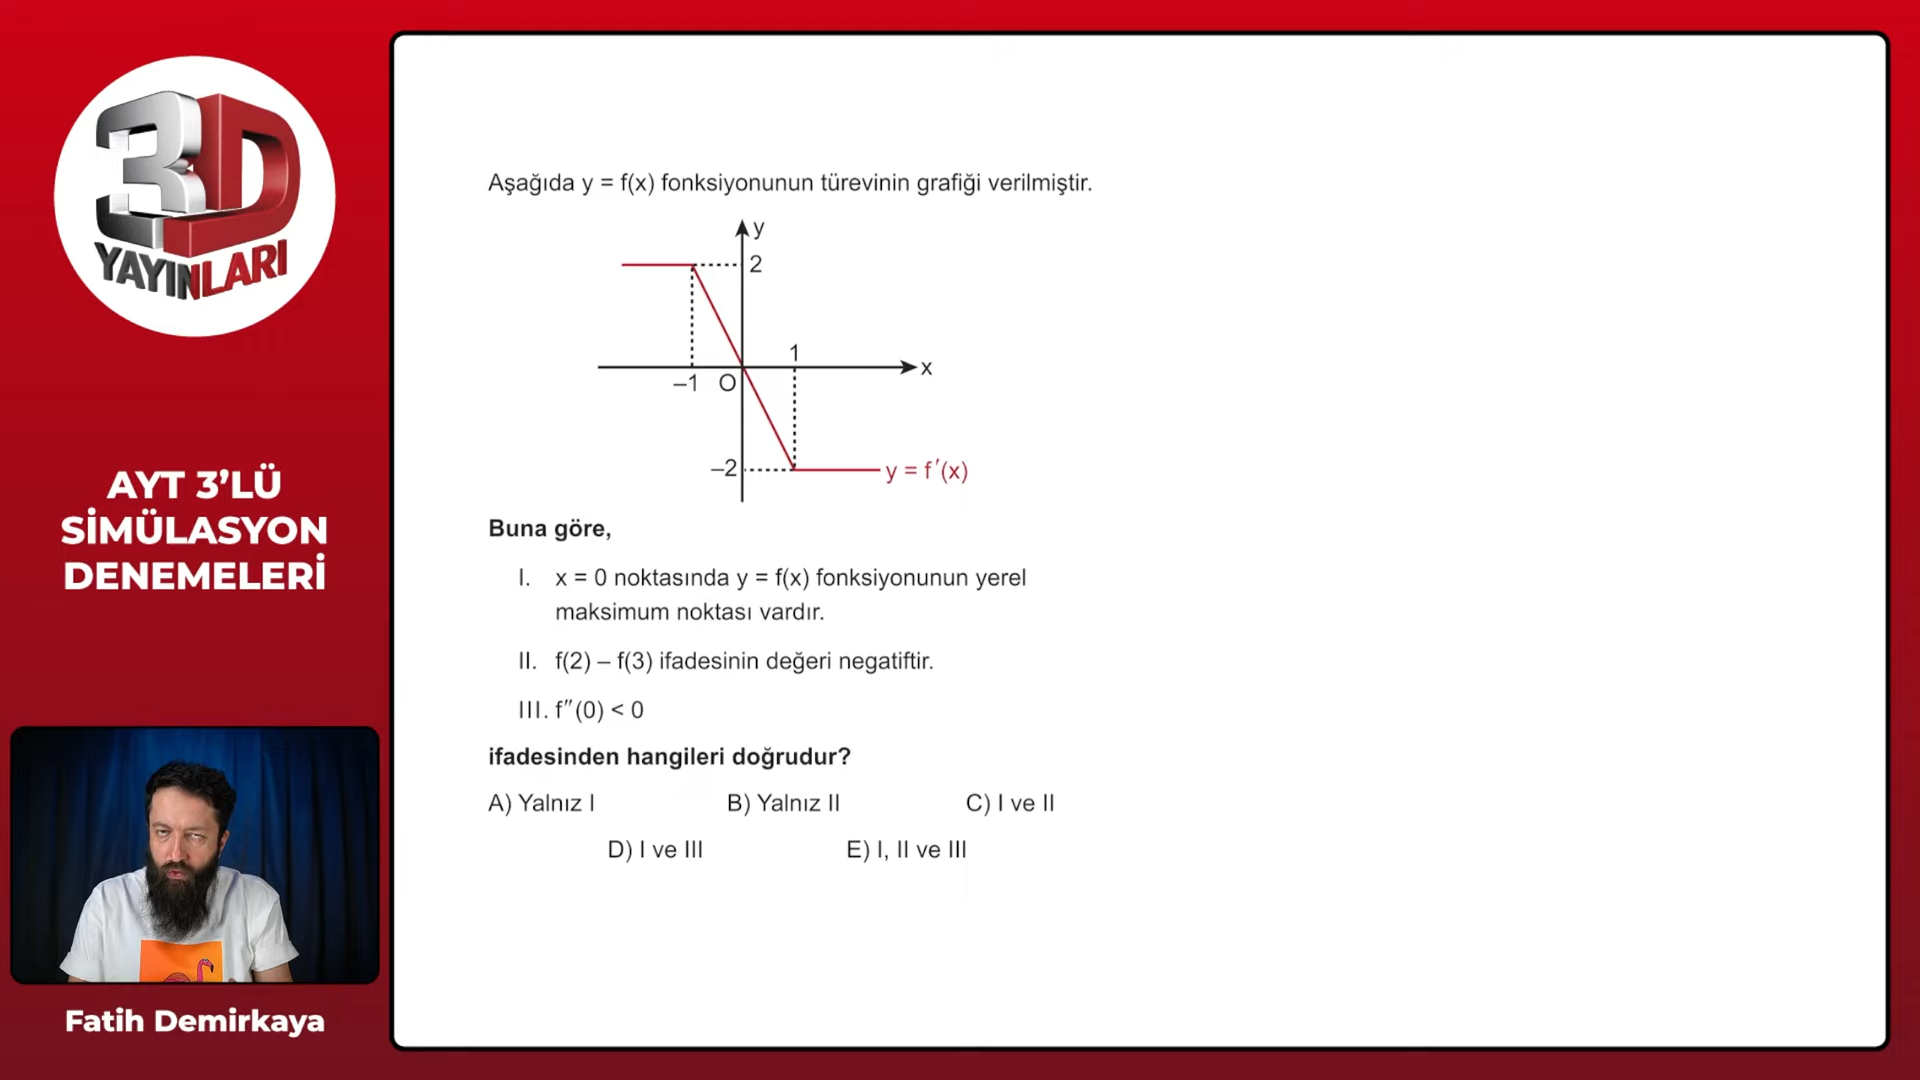 3D
YAYINLARI
AYT 3’LÜ
SİMÜLASYON
DENEMELERİ
Fatih Demirkaya
Aşağıda y = f(x) fonksiyonunun türevinin grafiği verilmiştir.
y
2
1
x
–1 O
–2
y = f′(x)
Buna göre,
I. x = 0 noktasında y = f(x) fonksiyonunun yerel
maksimum noktası vardır.
II. f(2) – f(3) ifadesinin değeri negatiftir.
III. f″(0) < 0
ifadesinden hangileri doğrudur?
A) Yalnız I B) Yalnız II C) I ve II
D) I ve III E) I, II ve III